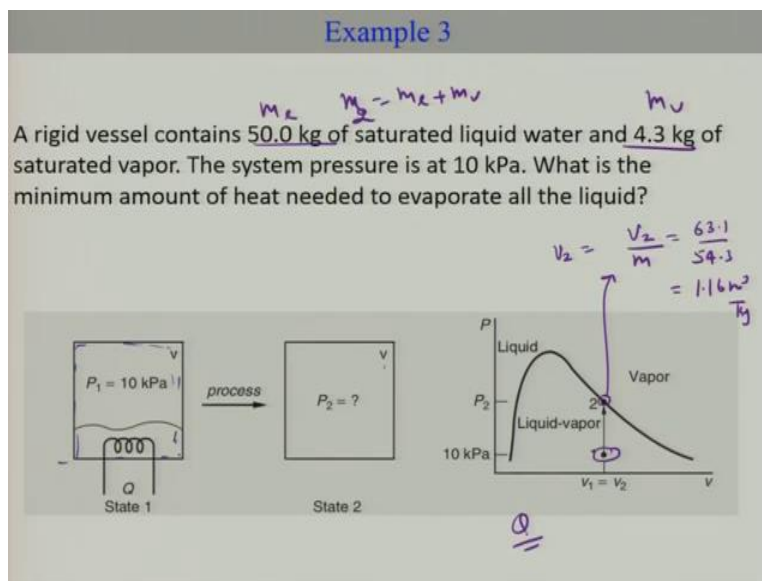 Example 3
mℓ m2 = mℓ + mv mv
A rigid vessel contains 50.0 kg of saturated liquid water and 4.3 kg of
saturated vapor. The system pressure is at 10 kPa. What is the
minimum amount of heat needed to evaporate all the liquid?
v2 = V2/m = 63.1/54.3
= 1.16 m³/kg
P
Liquid
v
P₁ = 10 kPa
process
v
P₂ = ?
Vapor
P₂
2
Liquid-vapor
l
10 kPa
Q
v₁ = v₂
v
State 1
State 2
Q